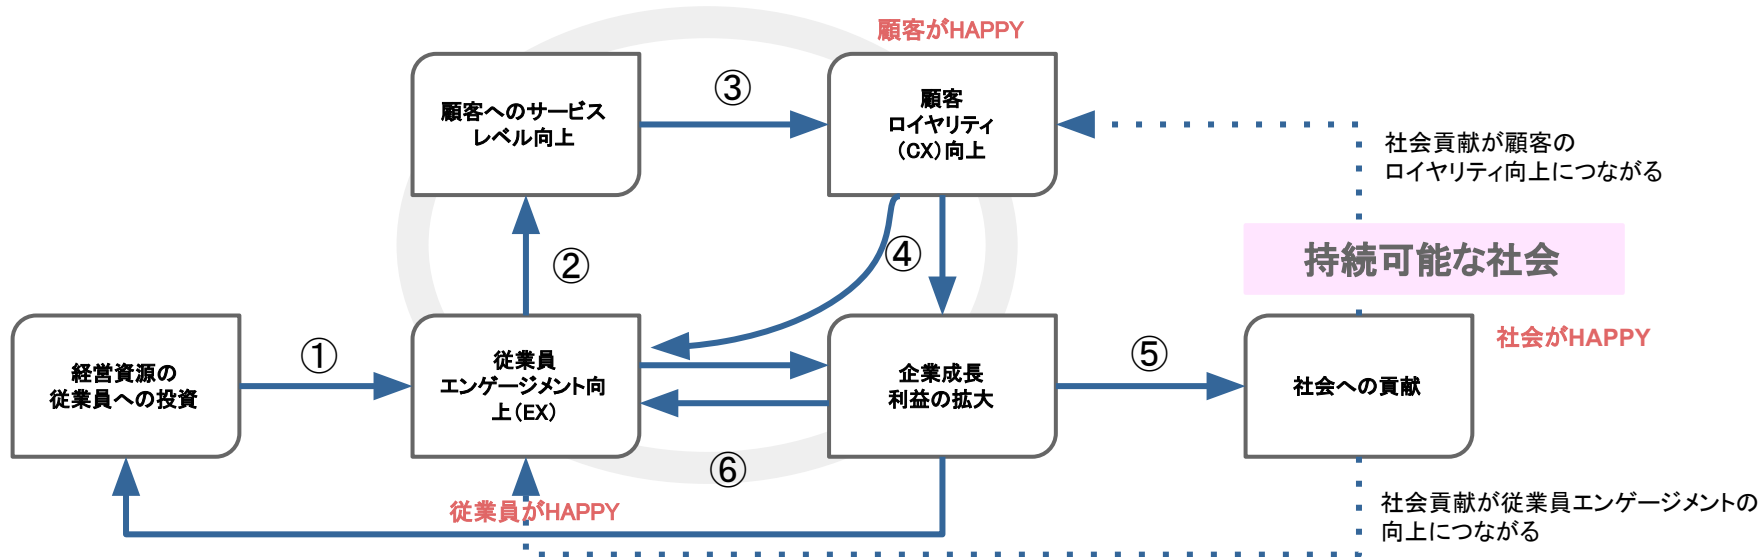 顧客がHAPPY
顧客へのサービス
レベル向上
③
顧客
ロイヤリティ
（CX）向上
社会貢献が顧客の
ロイヤリティ向上につながる
②
④
持続可能な社会
経営資源の
従業員への投資
①
従業員
エンゲージメント向
上（EX）
企業成長
利益の拡大
⑤
社会への貢献
社会がHAPPY
⑥
従業員がHAPPY
社会貢献が従業員エンゲージメントの
向上につながる